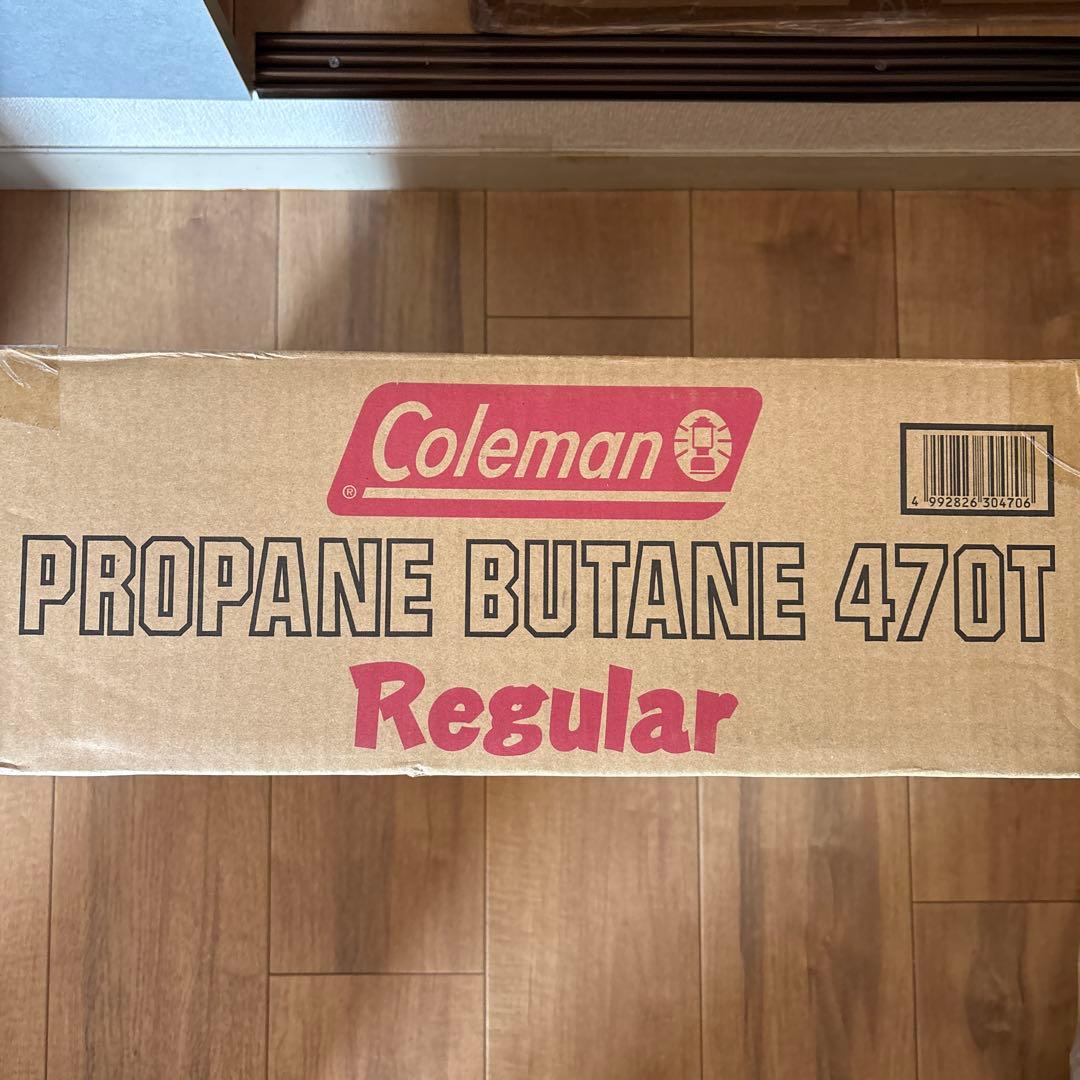 Coleman
®
4 992826 304706
PROPANE BUTANE 470T
Regular